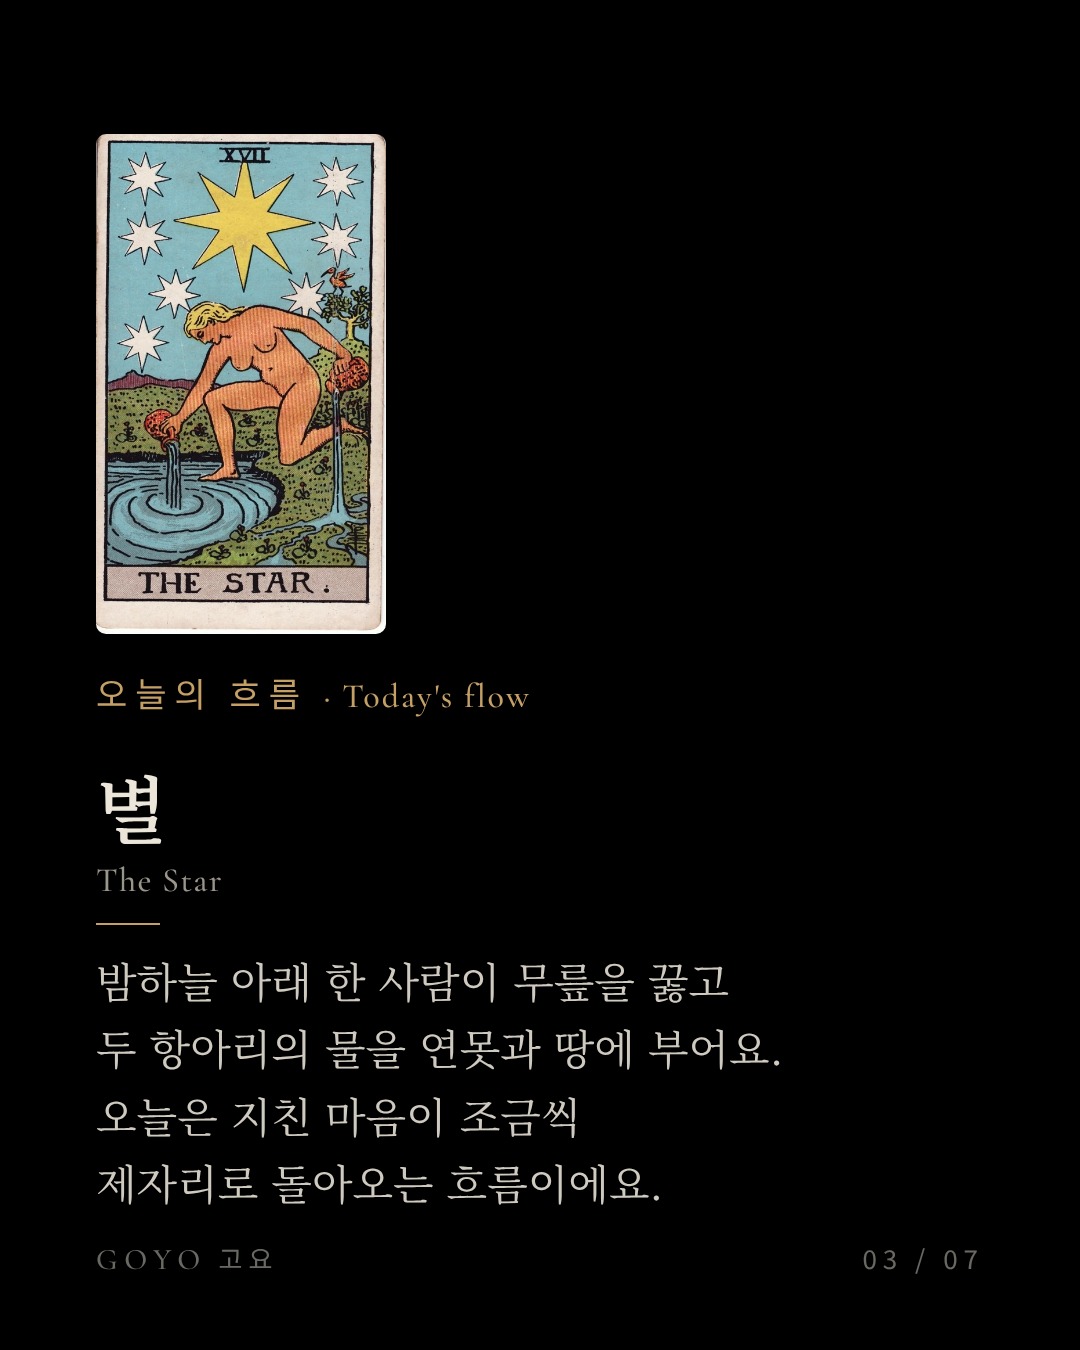 XVII
THE STAR.
오늘의 흐름 · Today's flow
별
The Star
밤하늘 아래 한 사람이 무릎을 꿇고
두 항아리의 물을 연못과 땅에 부어요.
오늘은 지친 마음이 조금씩
제자리로 돌아오는 흐름이에요.
GOYO 고요
03 / 07